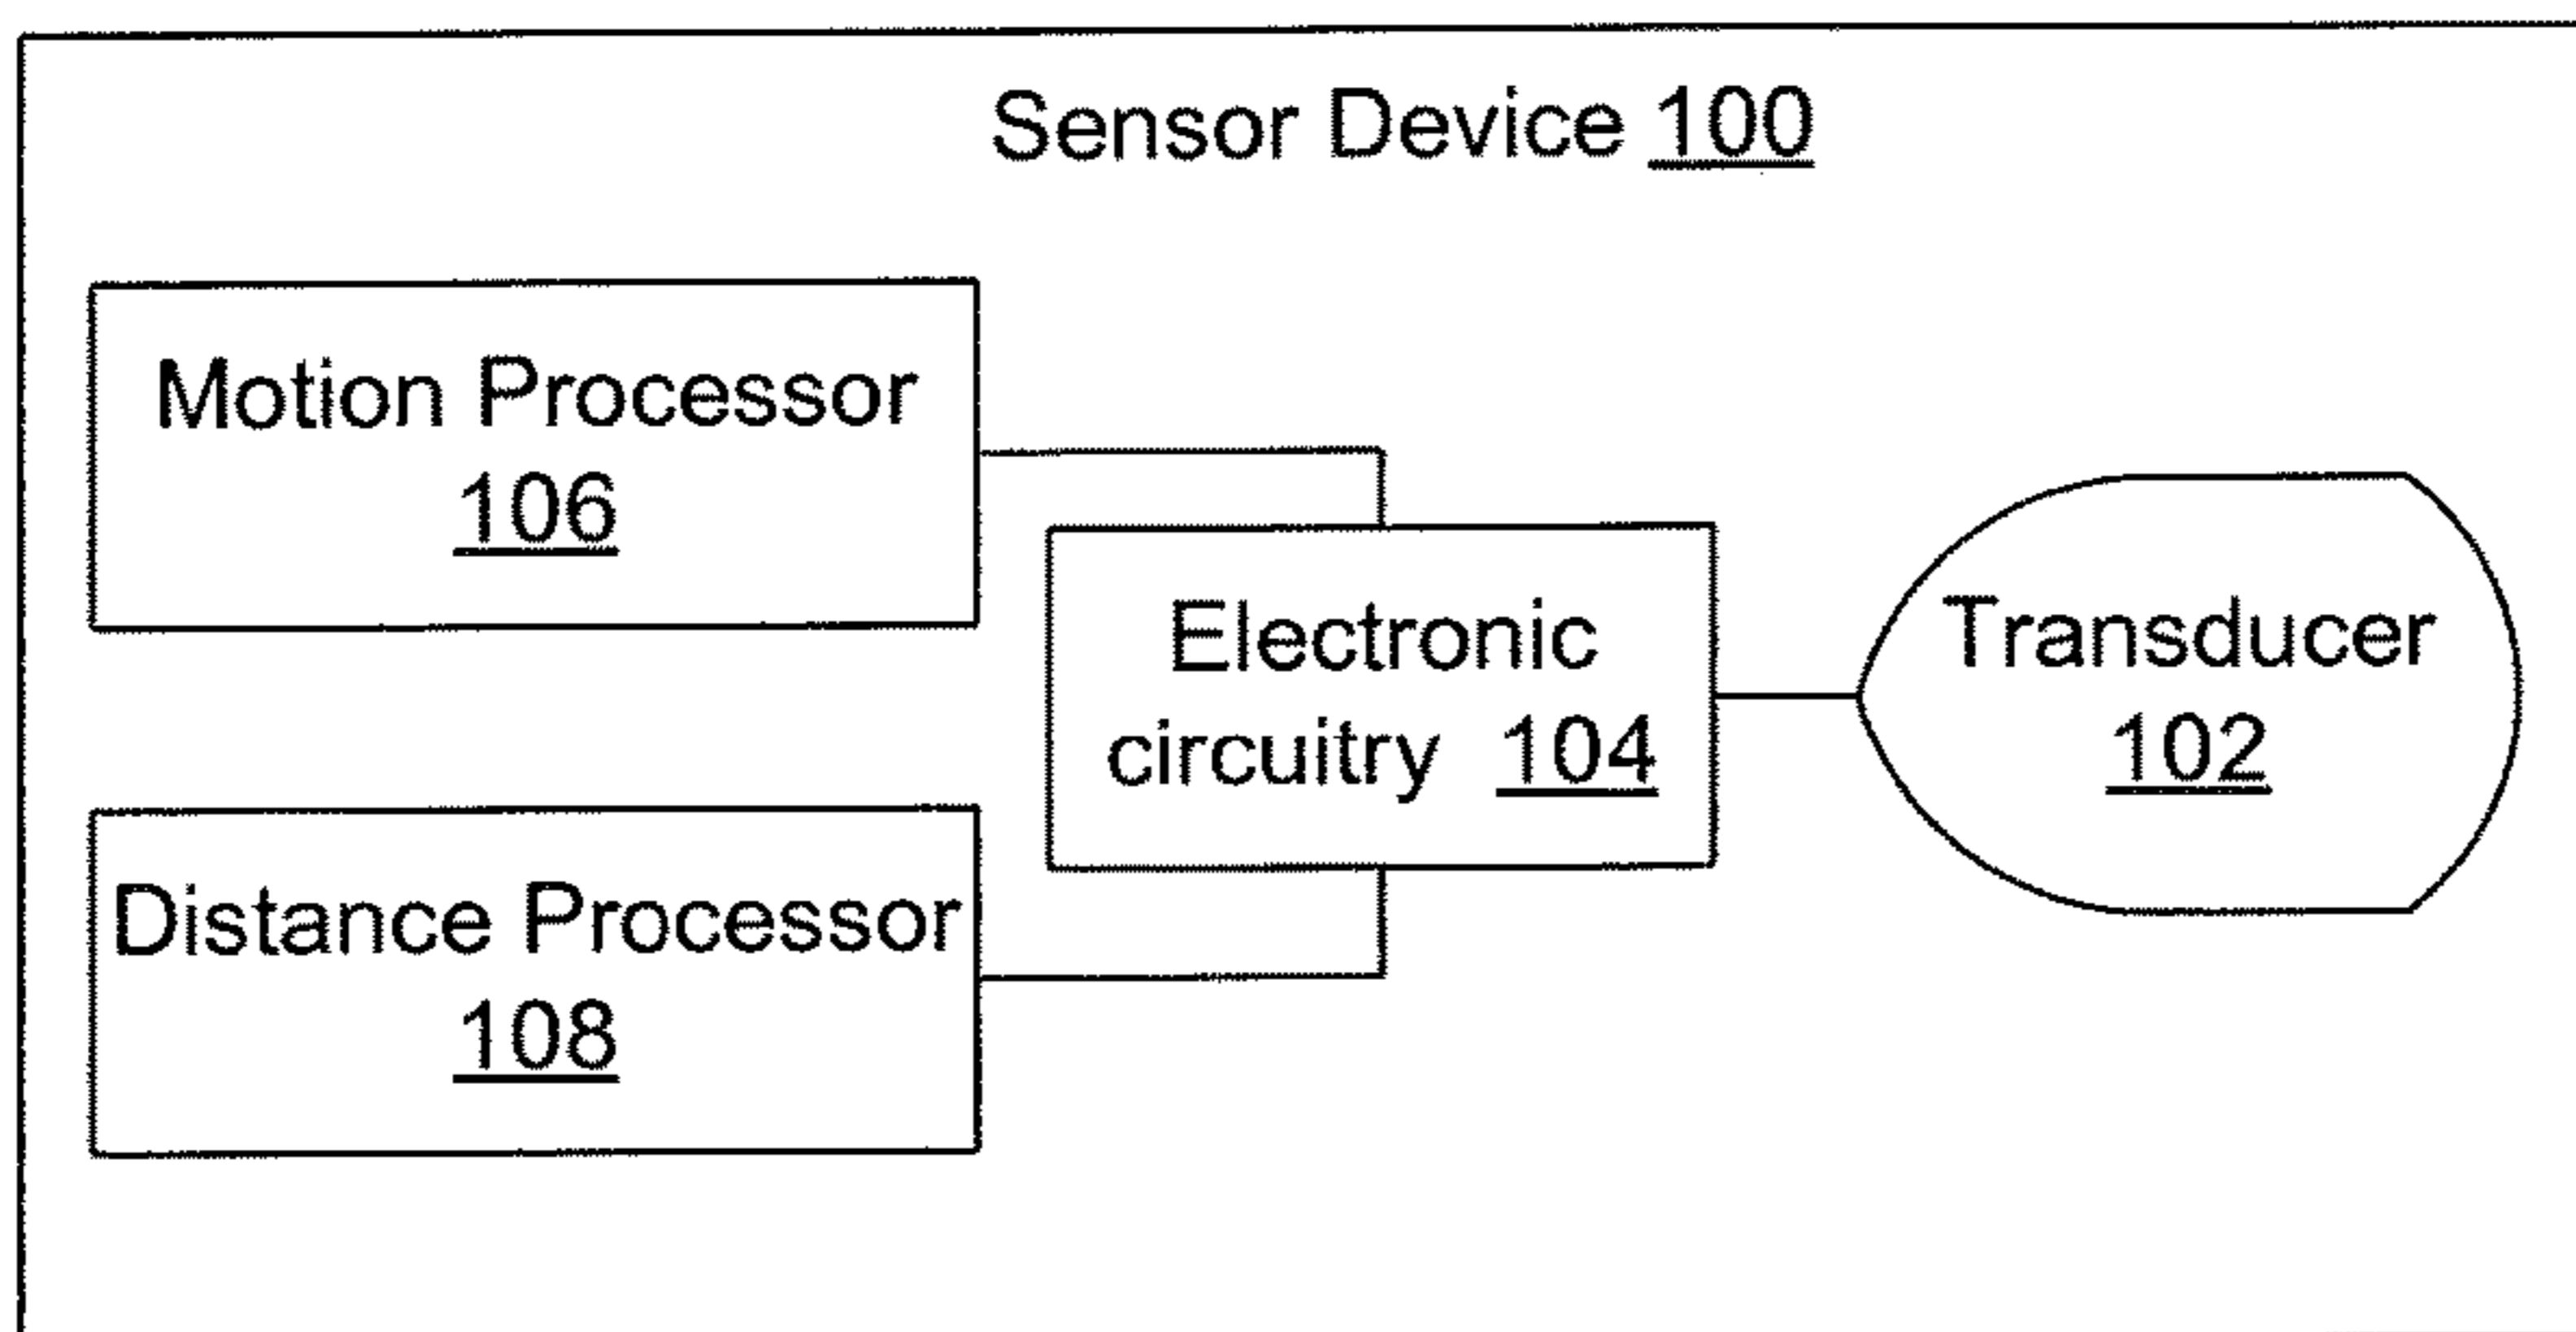 Sensor Device 100
Motion Processor
106
Electronic
circuitry 104
Transducer
102
Distance Processor
108